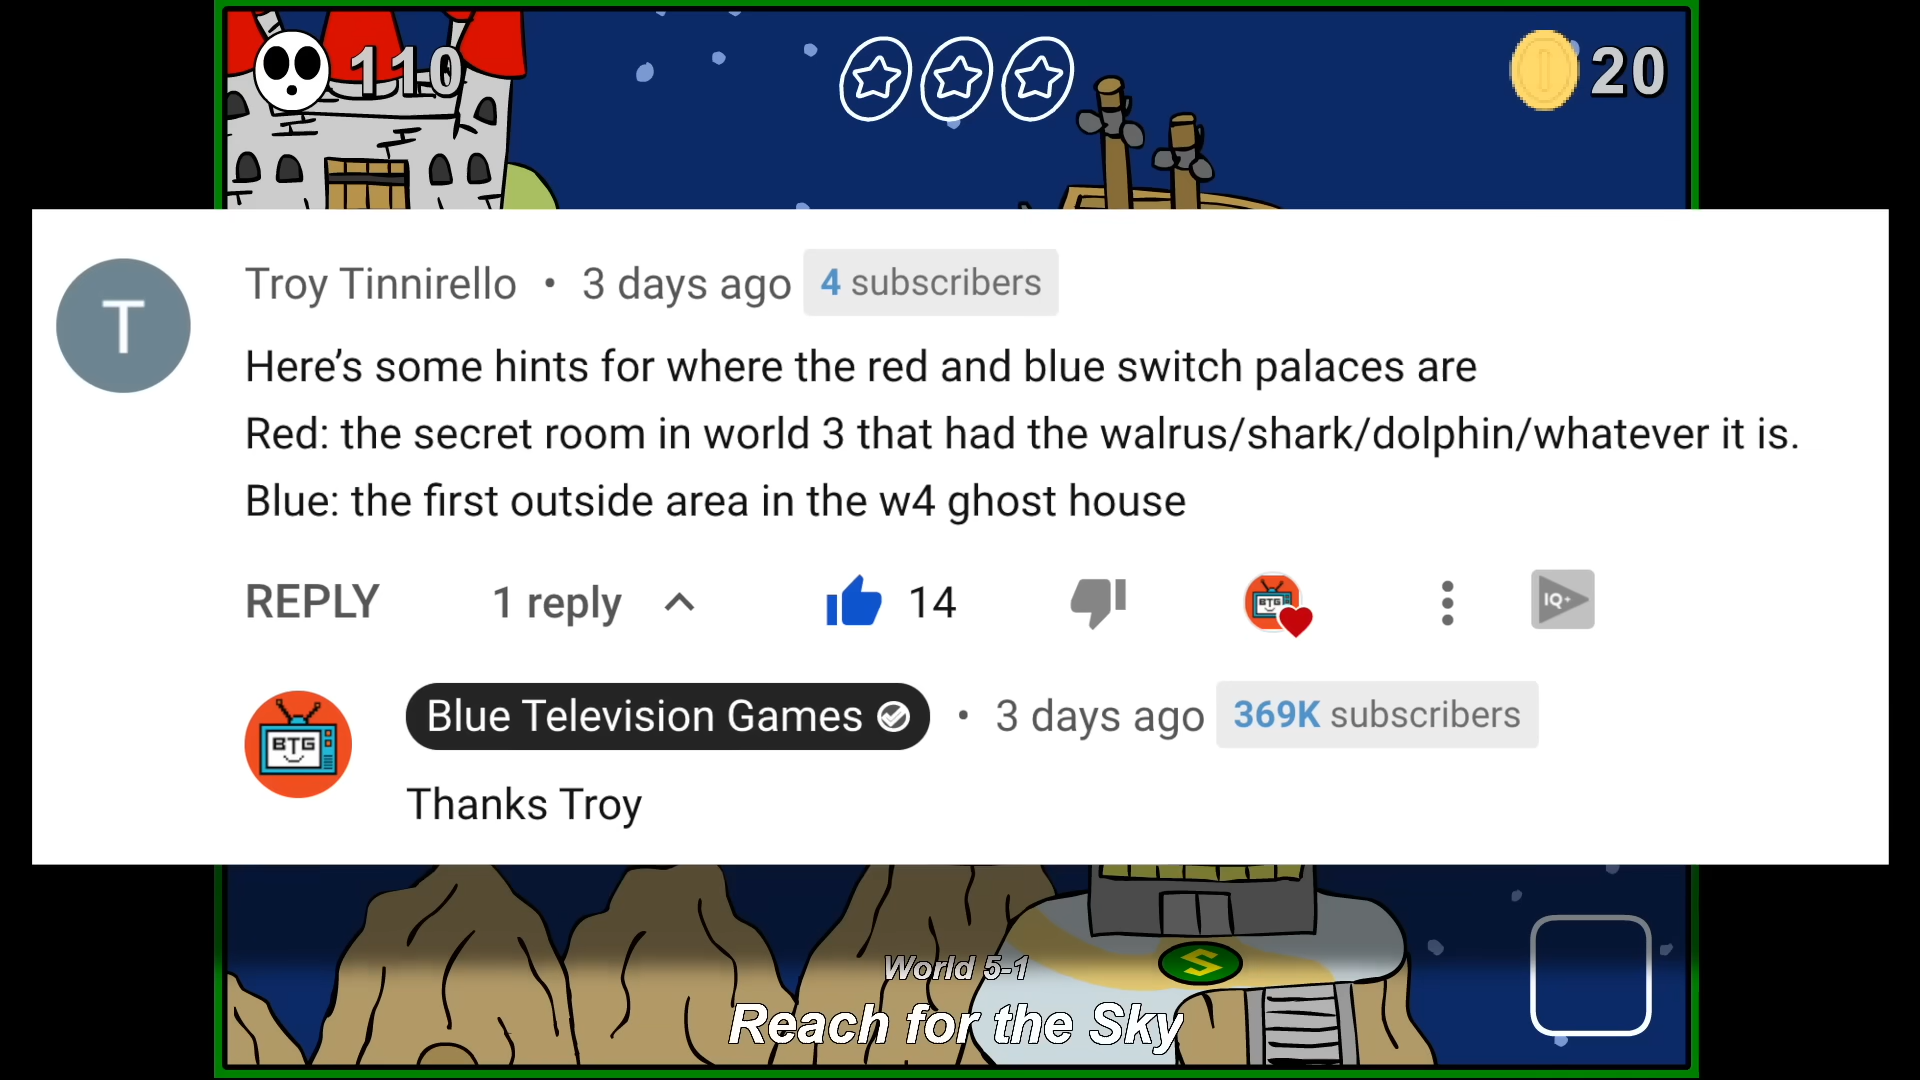 110
20
T
Troy Tinnirello • 3 days ago 4 subscribers
Here’s some hints for where the red and blue switch palaces are
Red: the secret room in world 3 that had the walrus/shark/dolphin/whatever it is.
Blue: the first outside area in the w4 ghost house
REPLY 1 reply 14 BTG IQ+
BTG
Blue Television Games • 3 days ago 369K subscribers
Thanks Troy
S
World 5-1
Reach for the Sky